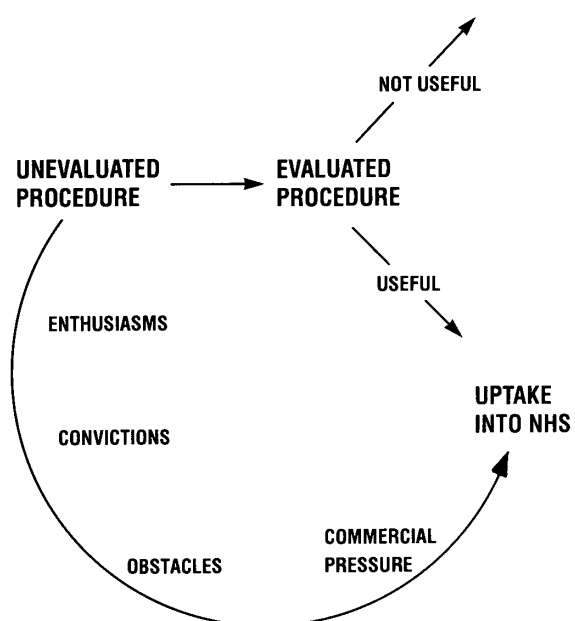 NOT USEFUL
UNEVALUATED
PROCEDURE
EVALUATED
PROCEDURE
USEFUL
ENTHUSIASMS
UPTAKE
INTO NHS
CONVICTIONS
COMMERCIAL
PRESSURE
OBSTACLES